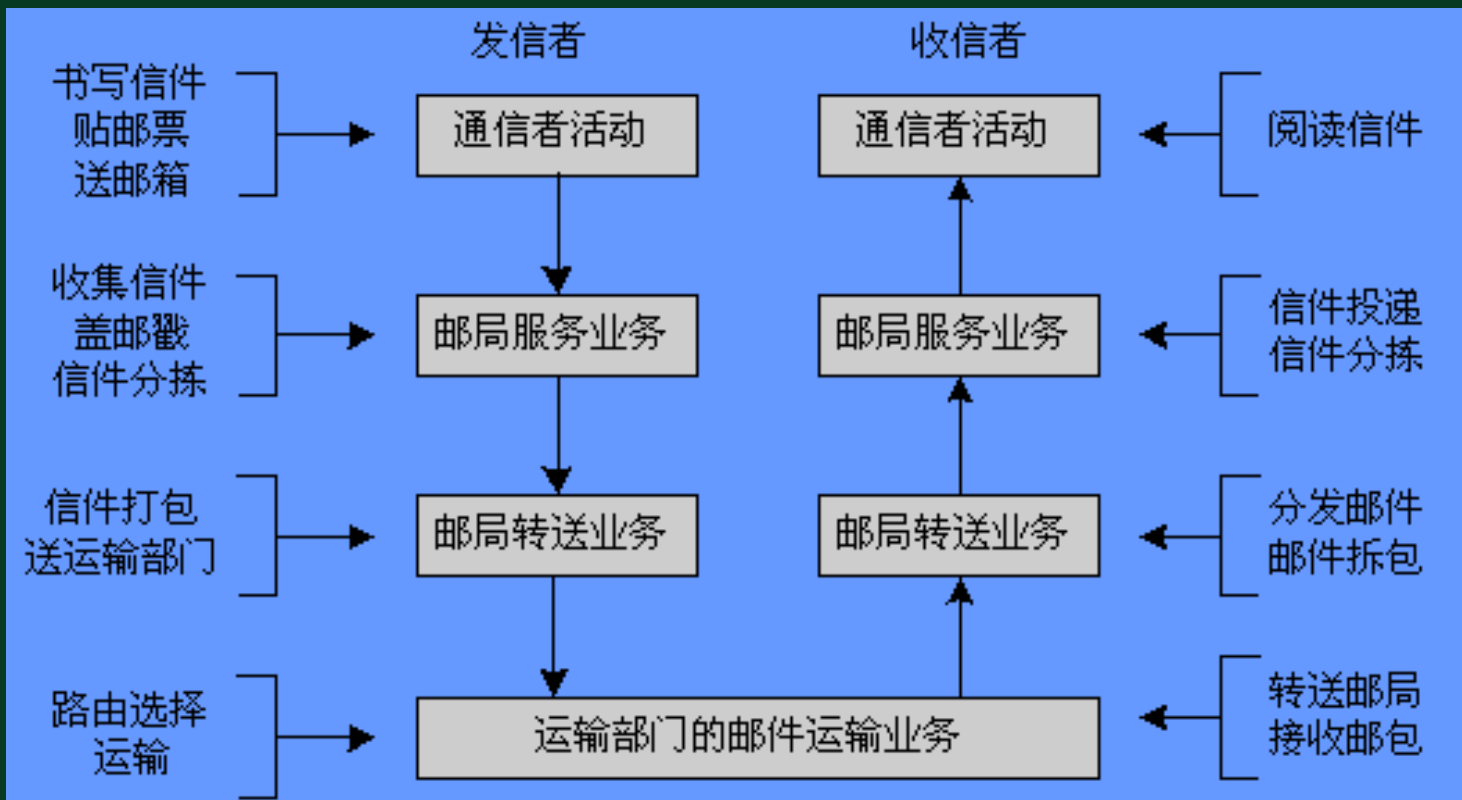 发信者
收信者
书写信件
贴邮票
送邮箱
通信者活动
通信者活动
阅读信件
收集信件
盖邮戳
信件分拣
邮局服务业务
邮局服务业务
信件投递
信件分拣
信件打包
送运输部门
邮局转送业务
邮局转送业务
分发邮件
邮件拆包
路由选择
运输
运输部门的邮件运输业务
转送邮局
接收邮包